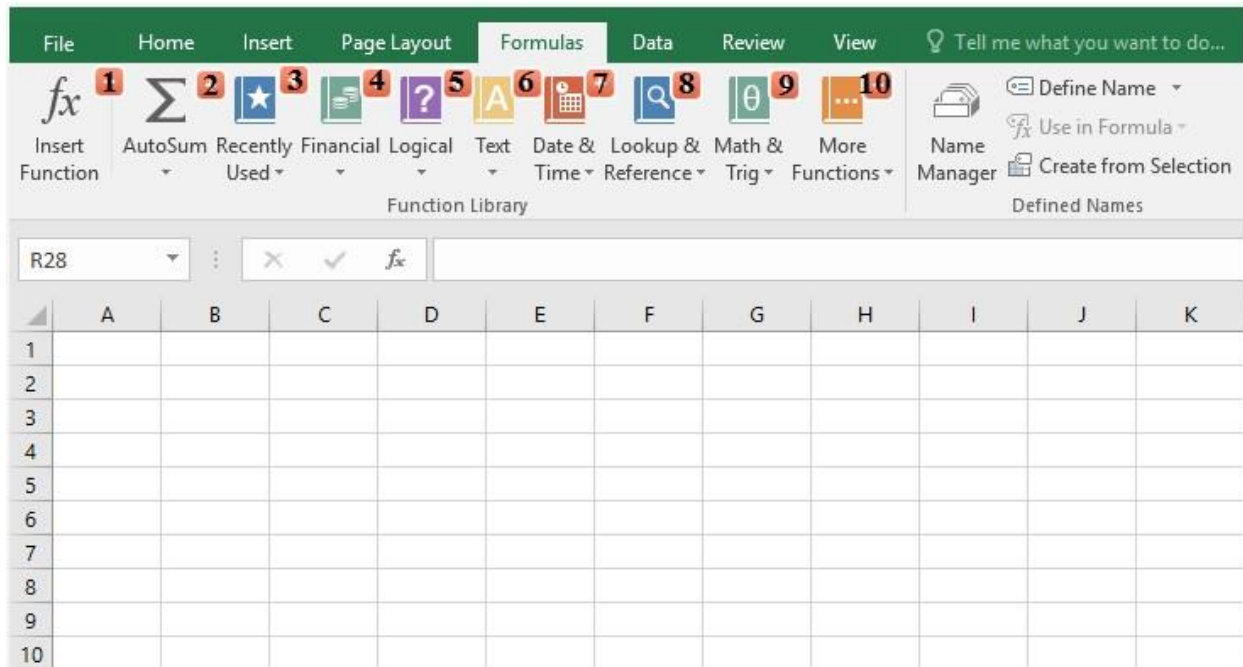 File Home Insert Page Layout Formulas Data Review View Tell me what you want to do...
fx 1 Σ 2 3 4 ? 5 A 6 7 8 θ 9 ... 10
Define Name
Use in Formula
Insert AutoSum Recently Financial Logical Text Date & Lookup & Math & More Name
Function Used Time Reference Trig Functions Manager Create from Selection
Function Library Defined Names
R28 fx
A B C D E F G H I J K
1
2
3
4
5
6
7
8
9
10